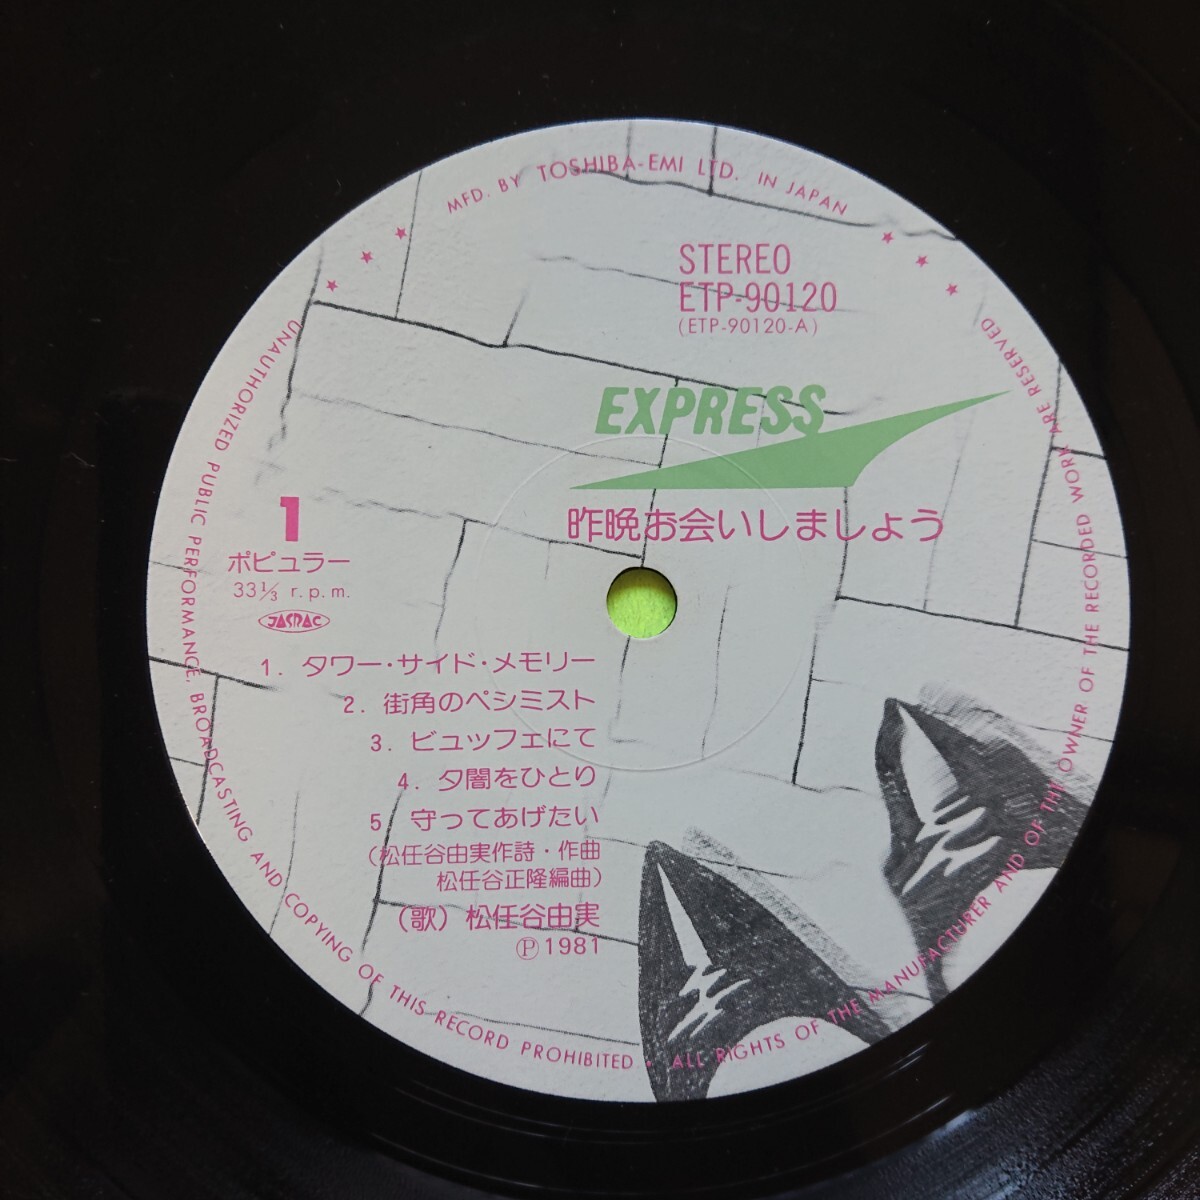 MFD. BY TOSHIBA-EMI LTD. IN JAPAN
STEREO
ETP-90120
(ETP-90120-A)
EXPRESS
昨晩お会いしましょう
1
ポピュラー
33⅓ r.p.m.
JASRAC
1. タワー・サイド・メモリー
2. 街角のペシミスト
3. ビュッフェにて
4. 夕闇をひとり
5 守ってあげたい
(松任谷由実作詩・作曲
松任谷正隆編曲)
(歌) 松任谷由実
Ⓟ1981
UNAUTHORIZED PUBLIC PERFORMANCE, BROADCASTING AND COPYING OF THIS RECORD PROHIBITED • ALL RIGHTS OF THE MANUFACTURER AND OF THE OWNER OF THE RECORDED WORK ARE RESERVED